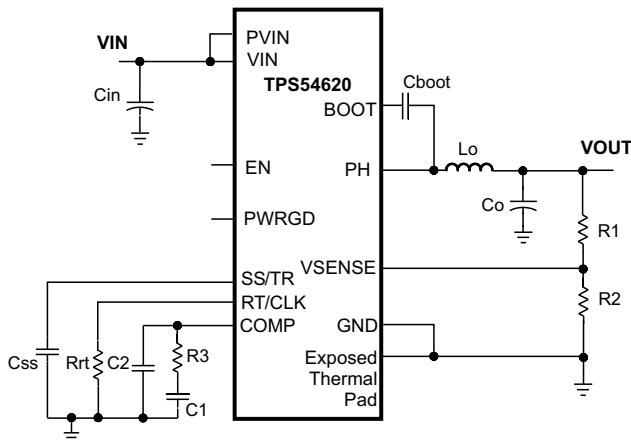 VIN
PVIN
VIN
TPS54620
Cin
Cboot
BOOT
EN
PH
Lo
VOUT
Co
R1
PWRGD
VSENSE
SS/TR
RT/CLK
R2
COMP
GND
Css
Rrt
C2
R3
C1
Exposed
Thermal
Pad